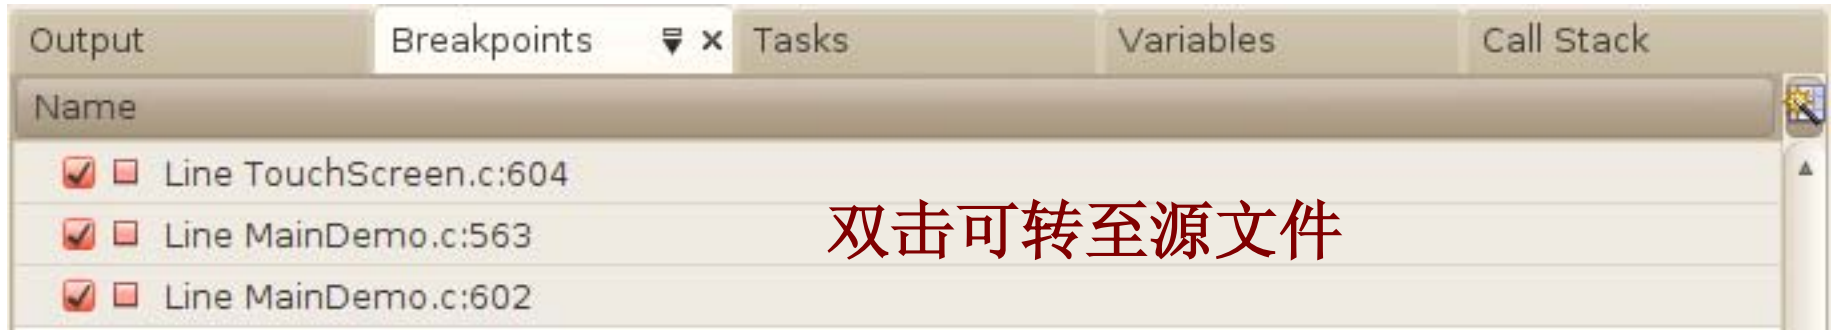 Output Breakpoints Tasks Variables Call Stack
Name
Line TouchScreen.c:604
Line MainDemo.c:563
双击可转至源文件
Line MainDemo.c:602